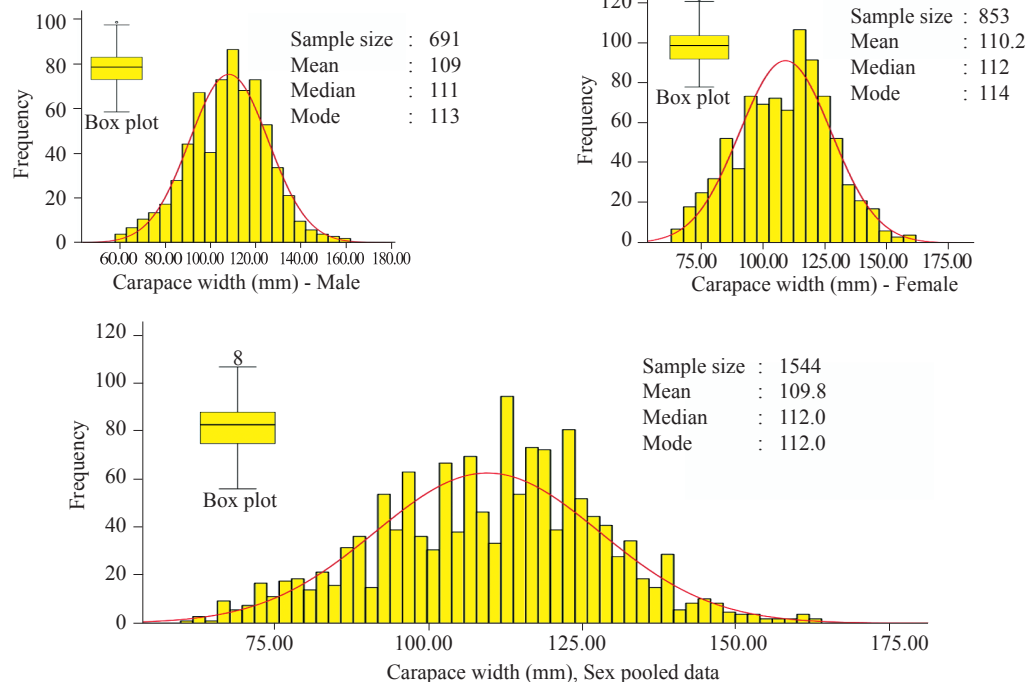 100
80
60
40
20
0
Frequency
Box plot
Sample size : 691
Mean : 109
Median : 111
Mode : 113
60.00 80.00 100.00 120.00 140.00 160.00 180.00
Carapace width (mm) - Male
120
100
80
60
40
20
0
Frequency
Box plot
Sample size : 853
Mean : 110.2
Median : 112
Mode : 114
75.00 100.00 125.00 150.00 175.00
Carapace width (mm) - Female
120
100
80
60
40
20
0
Frequency
8
Box plot
Sample size : 1544
Mean : 109.8
Median : 112.0
Mode : 112.0
75.00 100.00 125.00 150.00 175.00
Carapace width (mm), Sex pooled data